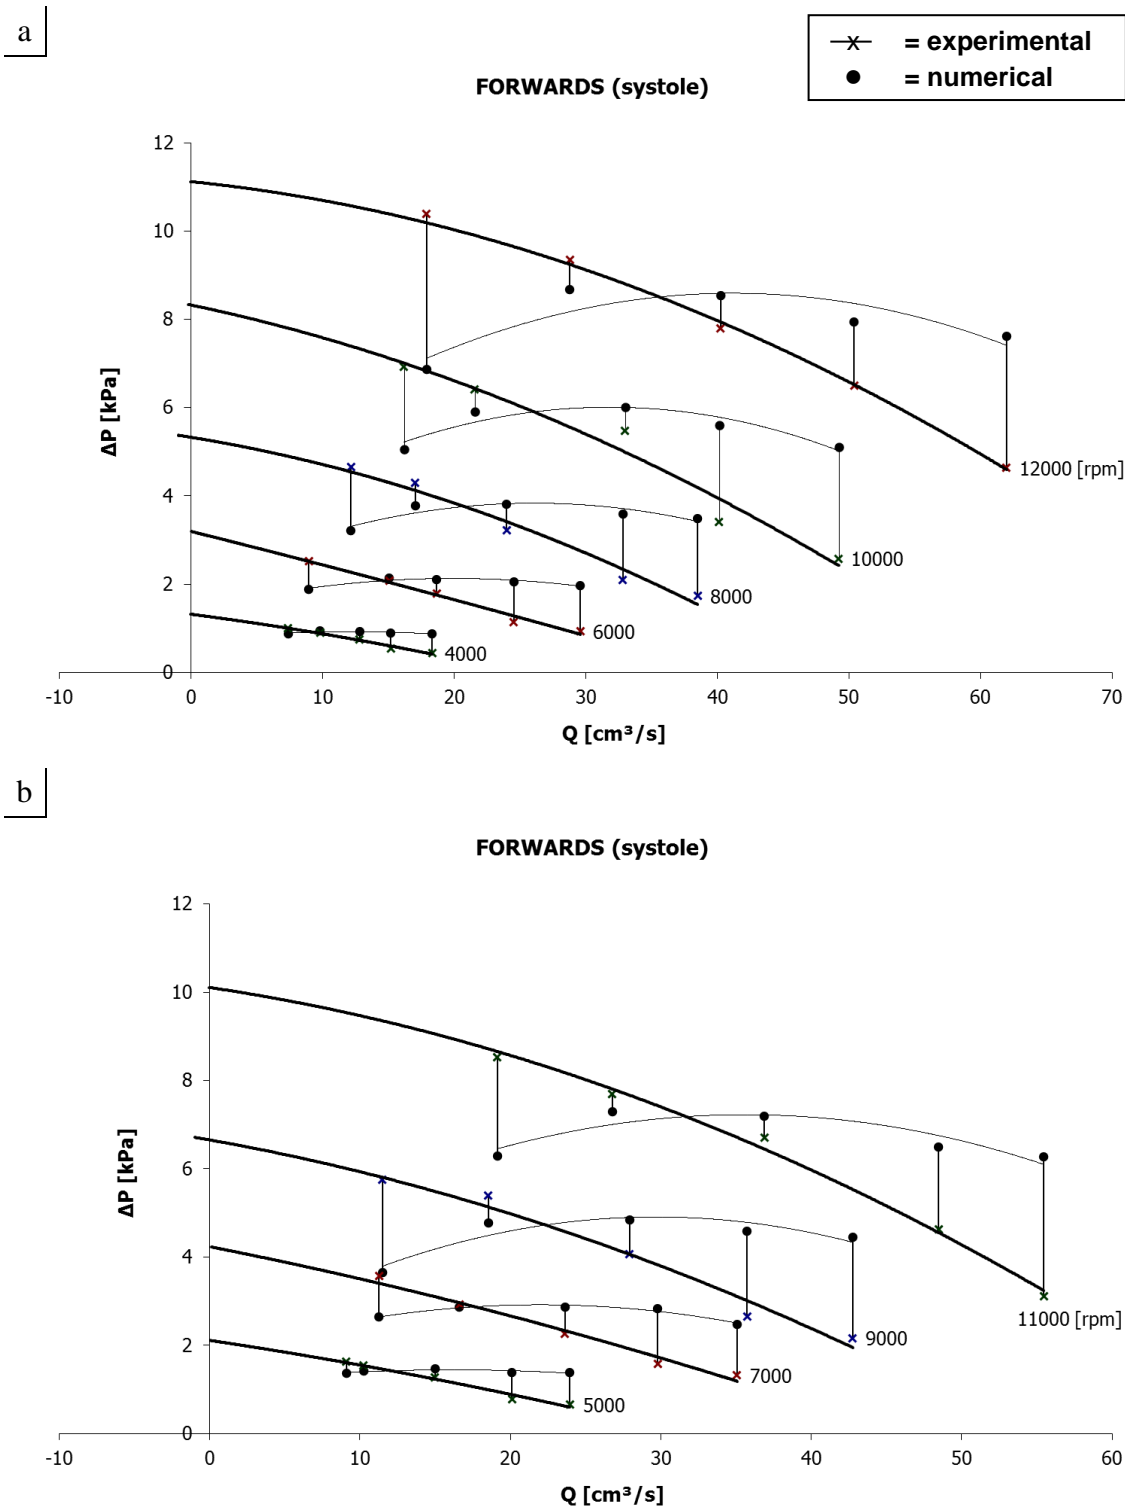 a
= experimental
= numerical
FORWARDS (systole)
12
10
8
6
4
2
0
ΔP [kPa]
12000 [rpm]
10000
8000
6000
4000
-10 0 10 20 30 40 50 60 70
Q [cm³/s]
b
FORWARDS (systole)
12
10
8
6
4
2
0
ΔP [kPa]
11000 [rpm]
9000
7000
5000
-10 0 10 20 30 40 50 60
Q [cm³/s]